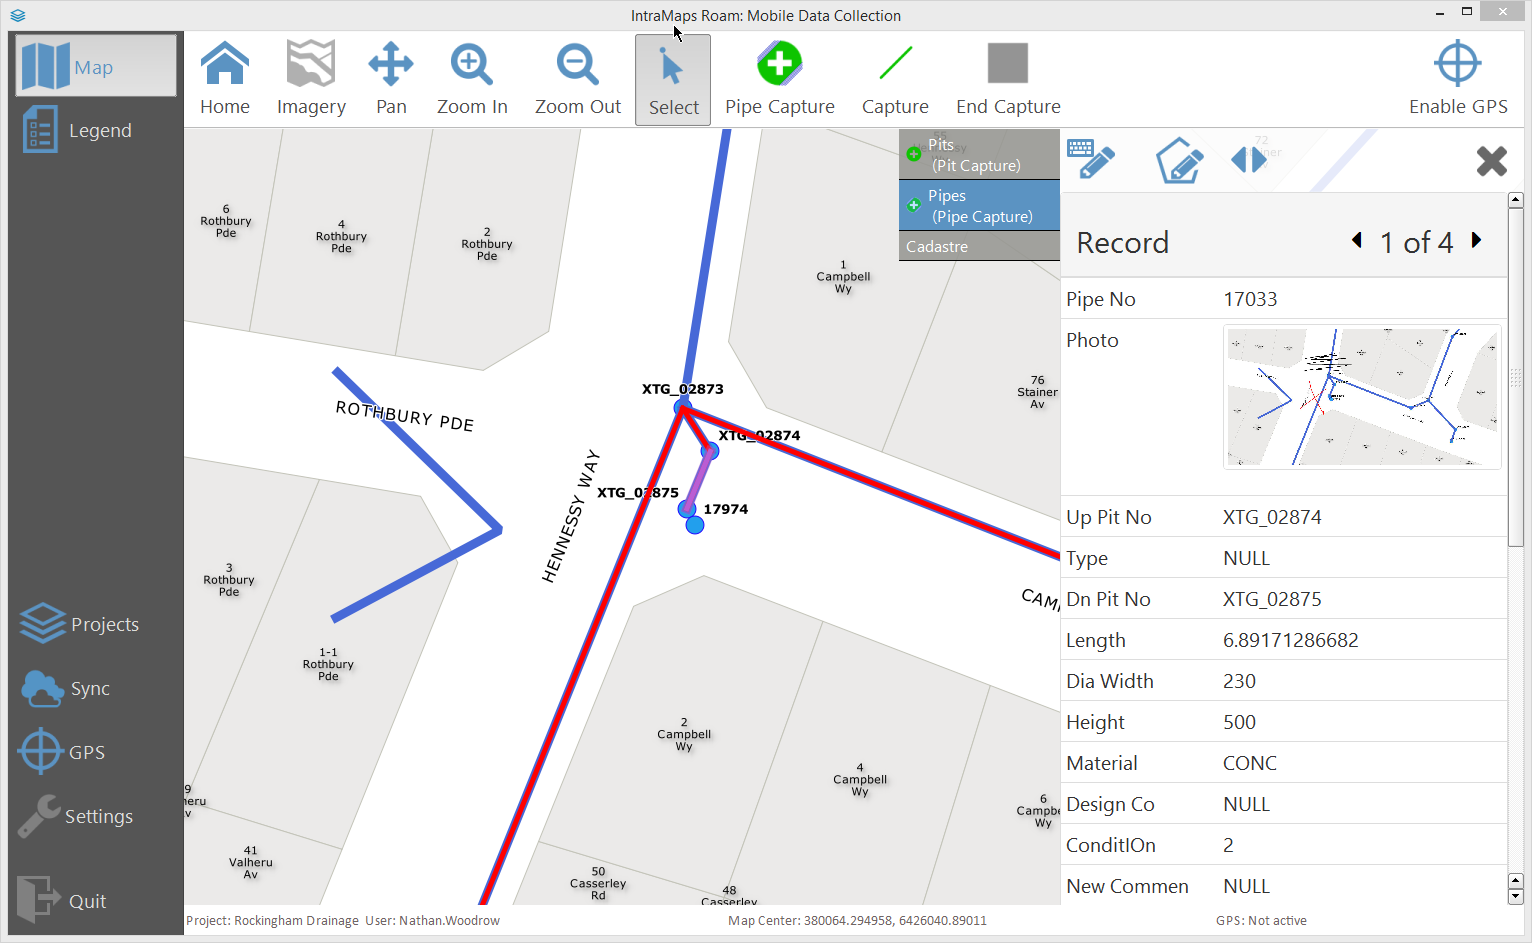 IntraMaps Roam: Mobile Data Collection
Map
Legend
Projects
Sync
GPS
Settings
Quit
Home
Imagery
Pan
Zoom In
Zoom Out
Select
Pipe Capture
Capture
End Capture
Enable GPS
Pits
(Pit Capture)
Pipes
(Pipe Capture)
Cadastre
6
Rothbury
Pde
4
Rothbury
Pde
2
Rothbury
Pde
1
Campbell
Wy
76
Stainer
Av
72
Stainer
XTG_02873
ROTHBURY PDE
XTG_02874
HENNESSY WAY
XTG_02875
17974
3
Rothbury
Pde
1-1
Rothbury
Pde
CAM
2
Campbell
Wy
4
Campbell
Wy
6
Campbe
Wy
9
heru
v
41
Valheru
Av
50
Casserley
Rd
48
Casserley
Record
1 of 4
Pipe No 17033
Photo
Up Pit No XTG_02874
Type NULL
Dn Pit No XTG_02875
Length 6.89171286682
Dia Width 230
Height 500
Material CONC
Design Co NULL
ConditIOn 2
New Commen NULL
Project: Rockingham Drainage User: Nathan.Woodrow
Map Center: 380064.294958, 6426040.89011
GPS: Not active